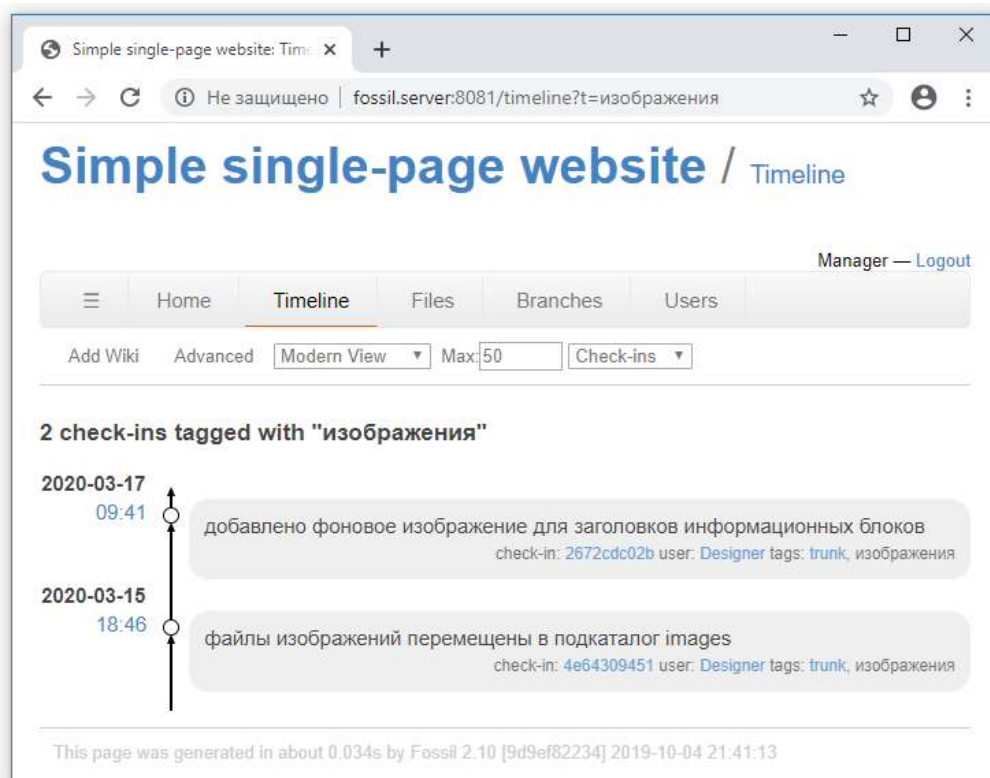 Simple single-page website: Time
Не защищено | fossil.server:8081/timeline?t=изображения
Simple single-page website / Timeline
Manager — Logout
☰ Home Timeline Files Branches Users
Add Wiki Advanced Modern View Max: 50 Check-ins
2 check-ins tagged with "изображения"
2020-03-17
09:41
добавлено фоновое изображение для заголовков информационных блоков
check-in: 2672cdc02b user: Designer tags: trunk, изображения
2020-03-15
18:46
файлы изображений перемещены в подкаталог images
check-in: 4e64309451 user: Designer tags: trunk, изображения
This page was generated in about 0.034s by Fossil 2.10 [9d9ef82234] 2019-10-04 21:41:13